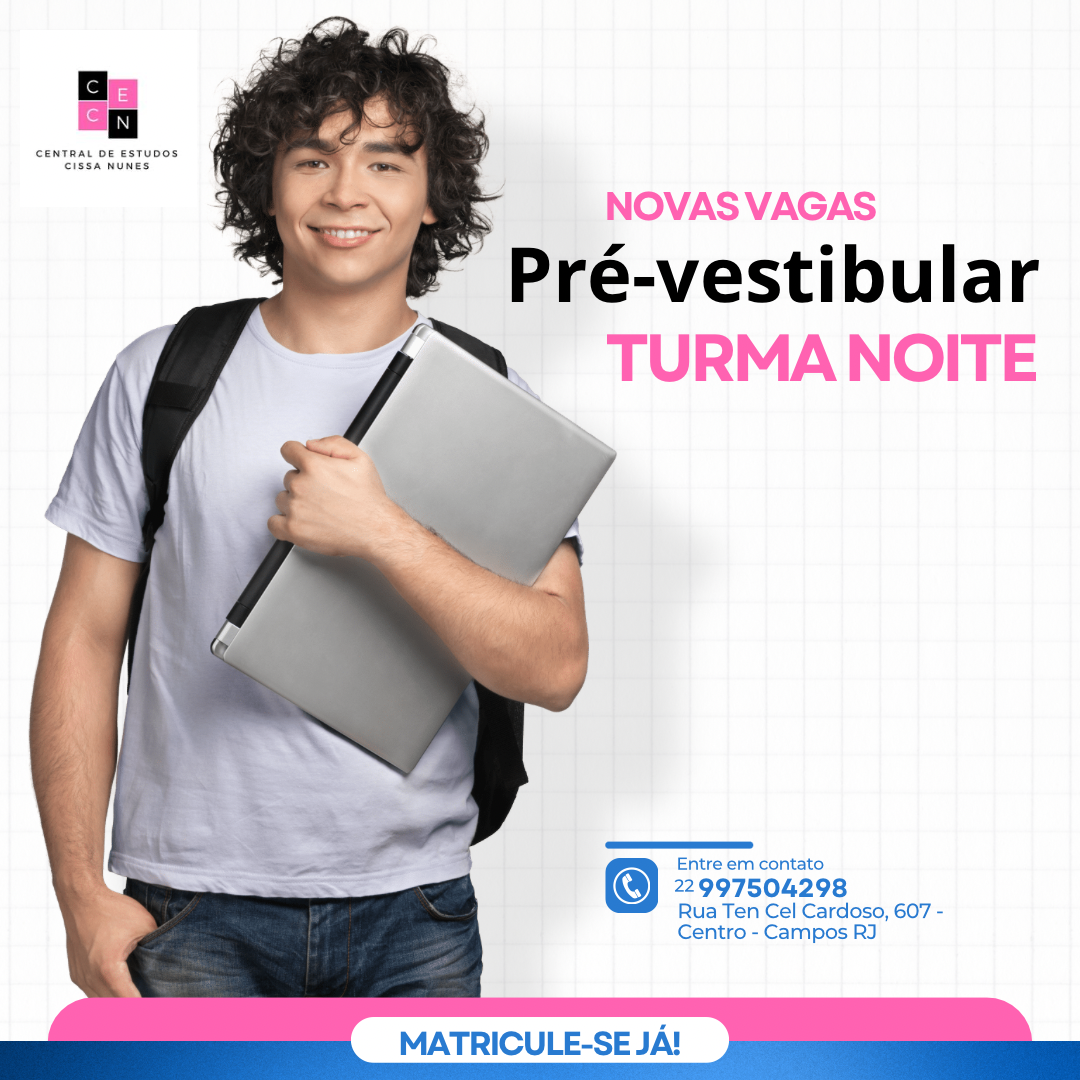 C E
C N
CENTRAL DE ESTUDOS
CISSA NUNES
NOVAS VAGAS
Pré-vestibular
TURMA NOITE
Entre em contato
22 997504298
Rua Ten Cel Cardoso, 607 -
Centro - Campos RJ
MATRICULE-SE JÁ!